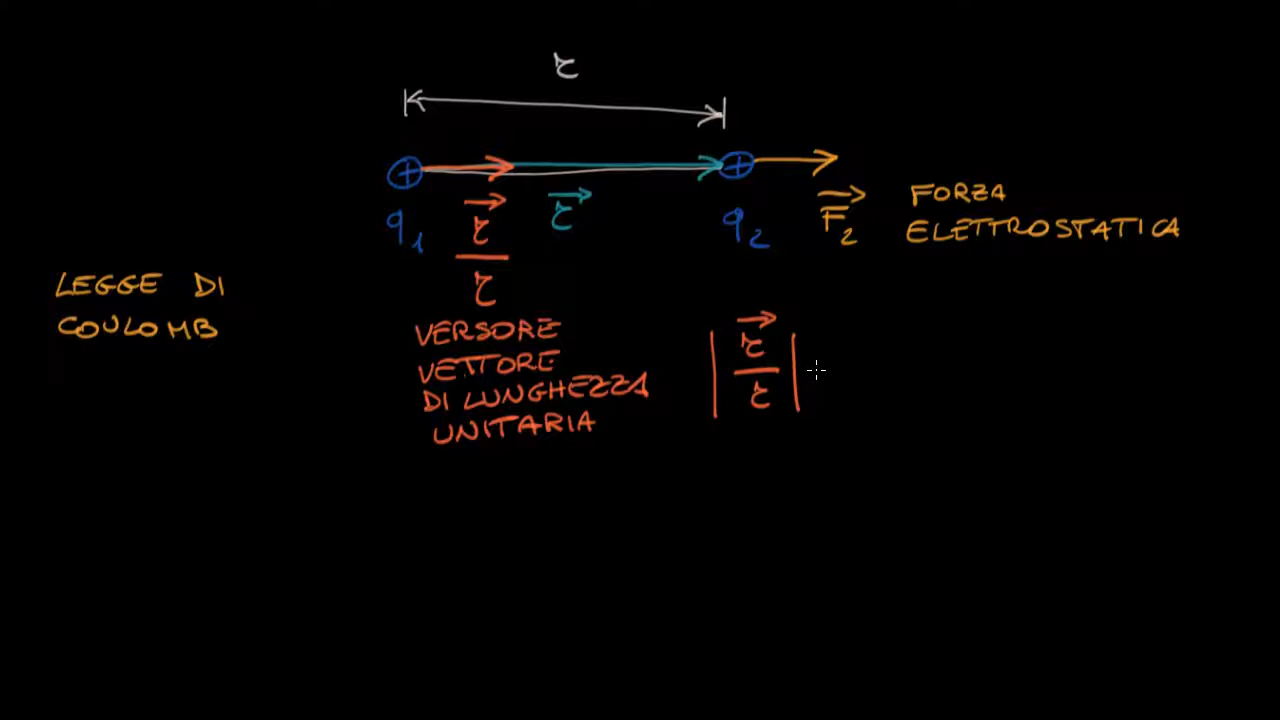 r
q1
r
r
r
q2
F2
FORZA
ELETTROSTATICA
LEGGE DI
COULOMB
VERSORE
VETTORE
DI LUNGHEZZA
UNITARIA
| r / r |